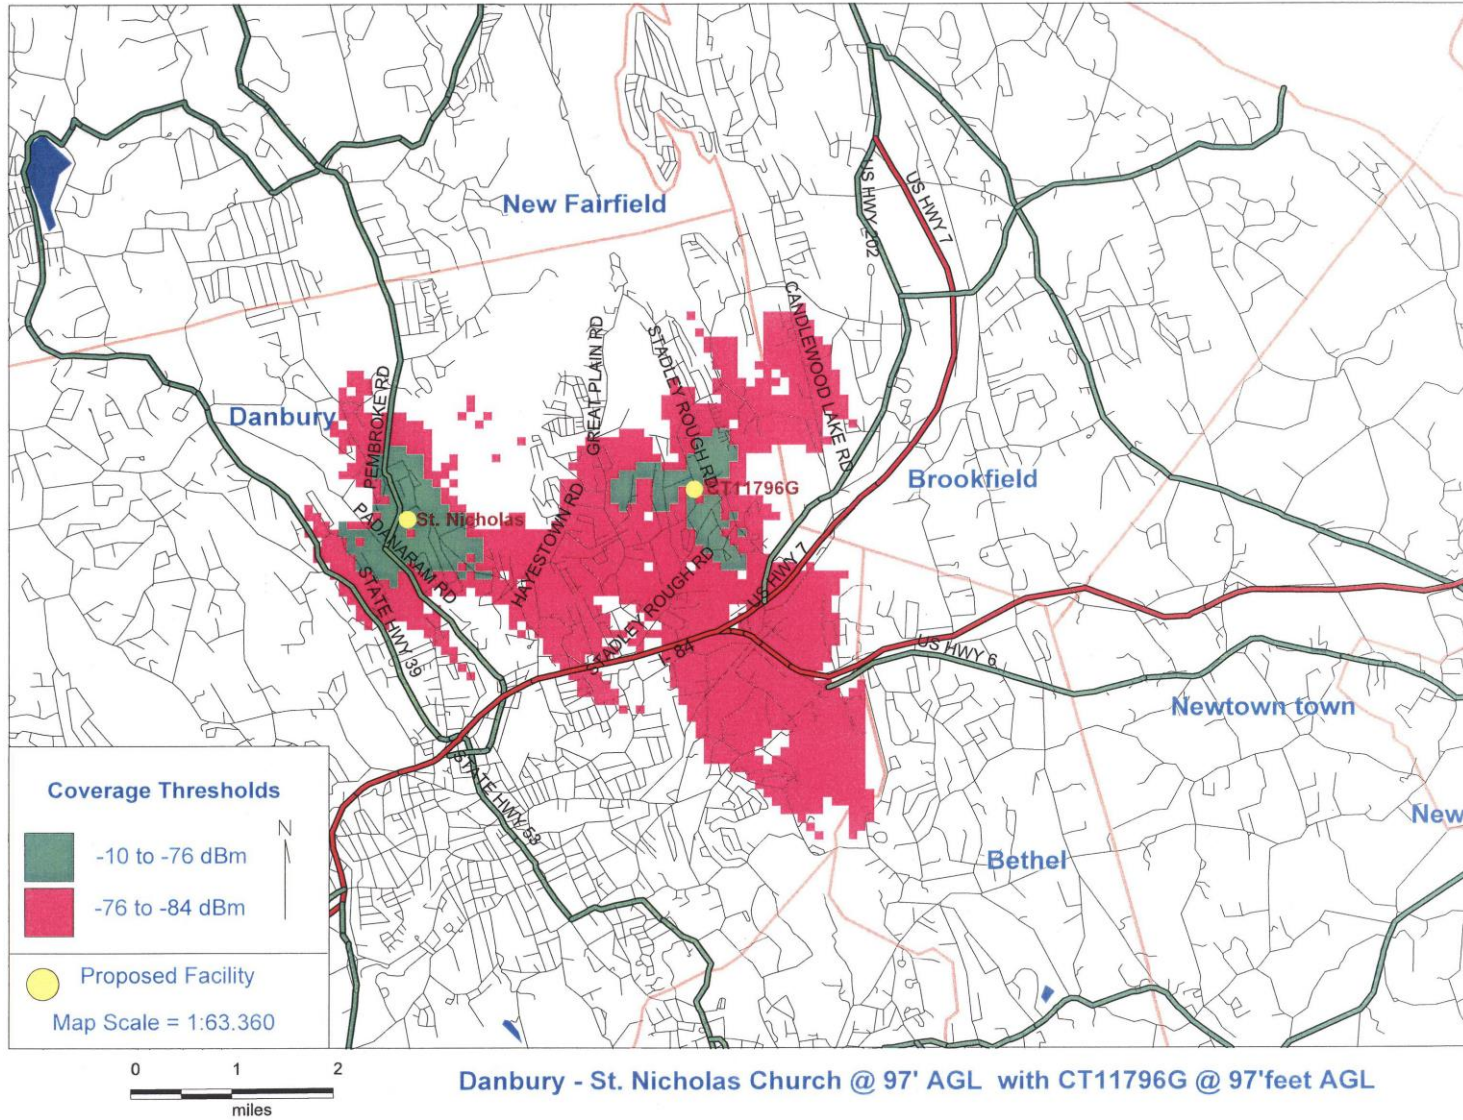 New Fairfield
US HWY 202
US HWY 7
CANDLEWOOD LAKE RD
GREAT PLAIN RD
STADLEY ROUGH RD
PEMBROKE RD
Danbury
Brookfield
CT11796G
St. Nicholas
PADANARAM RD
HAYESTOWN RD
STATE HWY 39
STADLEY ROUGH RD
US HWY 7
I- 84
US HWY 6
Newtown town
STATE HWY 53
New
Bethel
Coverage Thresholds
N
-10 to -76 dBm
-76 to -84 dBm
Proposed Facility
Map Scale = 1:63.360
0 1 2
miles
Danbury - St. Nicholas Church @ 97' AGL with CT11796G @ 97'feet AGL